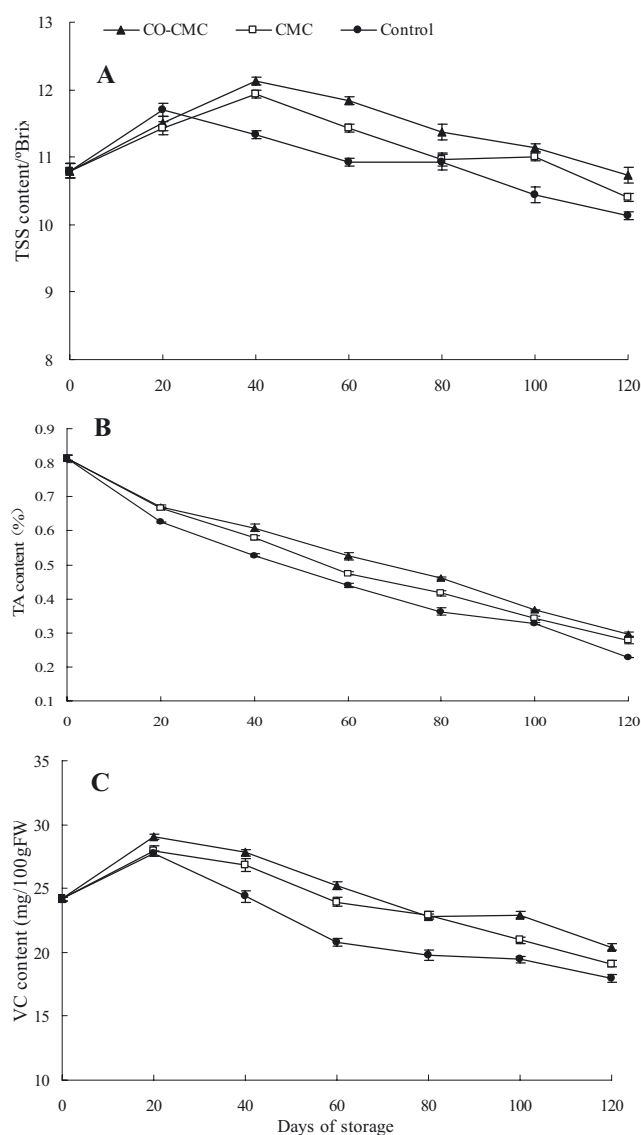 CO-CMC CMC Control
A
13
12
11
10
9
8
TSS content/ºBrix
0 20 40 60 80 100 120
B
0.9
0.8
0.7
0.6
0.5
0.4
0.3
0.2
0.1
TA content (%)
0 20 40 60 80 100 120
C
35
30
25
20
15
10
VC content (mg/100gFW
0 20 40 60 80 100 120
Days of storage